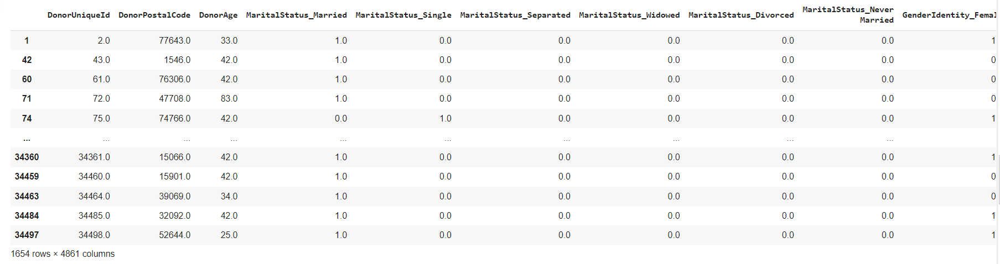 DonorUniqueId DonorPostalCode DonorAge MaritalStatus_Married MaritalStatus_Single MaritalStatus_Separated MaritalStatus_Widowed MaritalStatus_Divorced MaritalStatus_Never Married GenderIdentity_Femal
1 2.0 77643.0 33.0 1.0 0.0 0.0 0.0 0.0 0.0 1
42 43.0 1546.0 42.0 1.0 0.0 0.0 0.0 0.0 0.0 0
60 61.0 76306.0 42.0 1.0 0.0 0.0 0.0 0.0 0.0 0
71 72.0 47708.0 83.0 1.0 0.0 0.0 0.0 0.0 0.0 0
74 75.0 74766.0 42.0 0.0 1.0 0.0 0.0 0.0 0.0 1
... ... ... ... ... ... ... ... ... ...
34360 34361.0 15066.0 42.0 1.0 0.0 0.0 0.0 0.0 0.0 1
34459 34460.0 15901.0 42.0 1.0 0.0 0.0 0.0 0.0 0.0 0
34463 34464.0 39069.0 34.0 1.0 0.0 0.0 0.0 0.0 0.0 0
34484 34485.0 32092.0 42.0 1.0 0.0 0.0 0.0 0.0 0.0 1
34497 34498.0 52644.0 25.0 1.0 0.0 0.0 0.0 0.0 0.0 1
1654 rows × 4861 columns